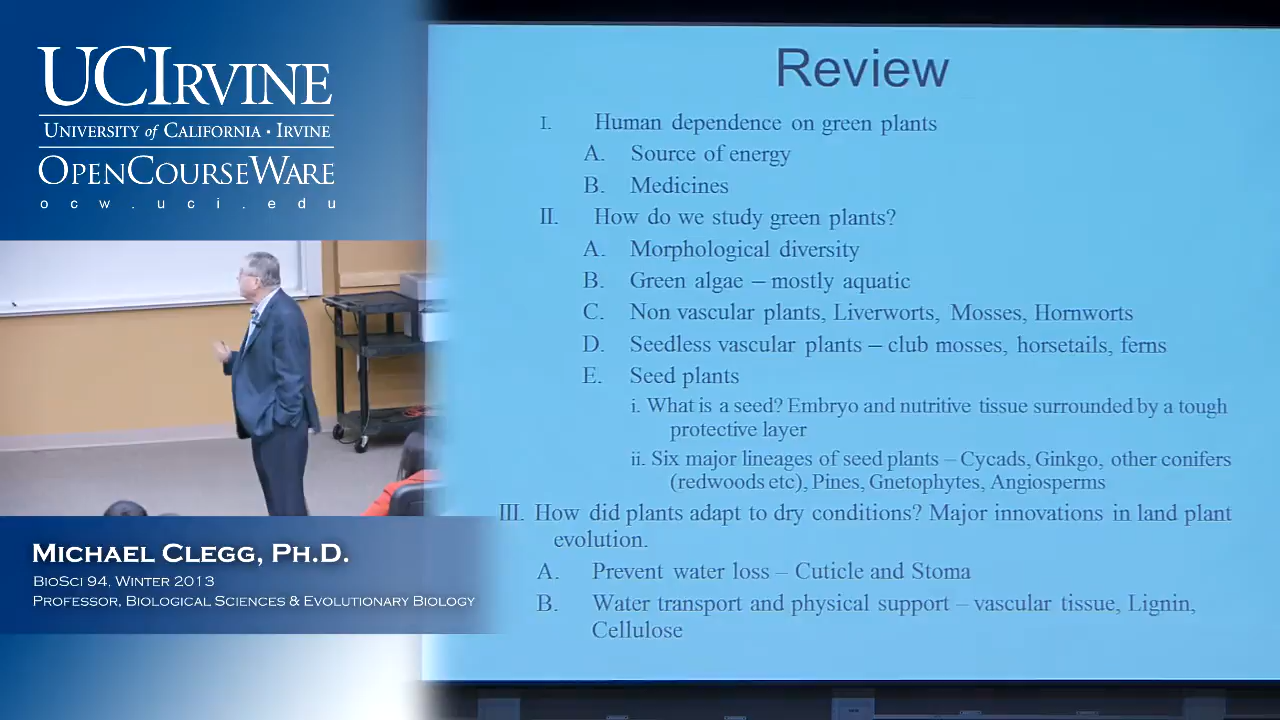 UCIRVINE
UNIVERSITY of CALIFORNIA • IRVINE
OPENCOURSEWARE
ocw.uci.edu
MICHAEL CLEGG, PH.D.
BIOSCI 94, WINTER 2013
PROFESSOR, BIOLOGICAL SCIENCES & EVOLUTIONARY BIOLOGY
Review
I. Human dependence on green plants
A. Source of energy
B. Medicines
II. How do we study green plants?
A. Morphological diversity
B. Green algae – mostly aquatic
C. Non vascular plants, Liverworts, Mosses, Hornworts
D. Seedless vascular plants – club mosses, horsetails, ferns
E. Seed plants
i. What is a seed? Embryo and nutritive tissue surrounded by a tough
protective layer
ii. Six major lineages of seed plants – Cycads, Ginkgo, other conifers
(redwoods etc), Pines, Gnetophytes, Angiosperms
III. How did plants adapt to dry conditions? Major innovations in land plant
evolution.
A. Prevent water loss – Cuticle and Stoma
B. Water transport and physical support – vascular tissue, Lignin,
Cellulose